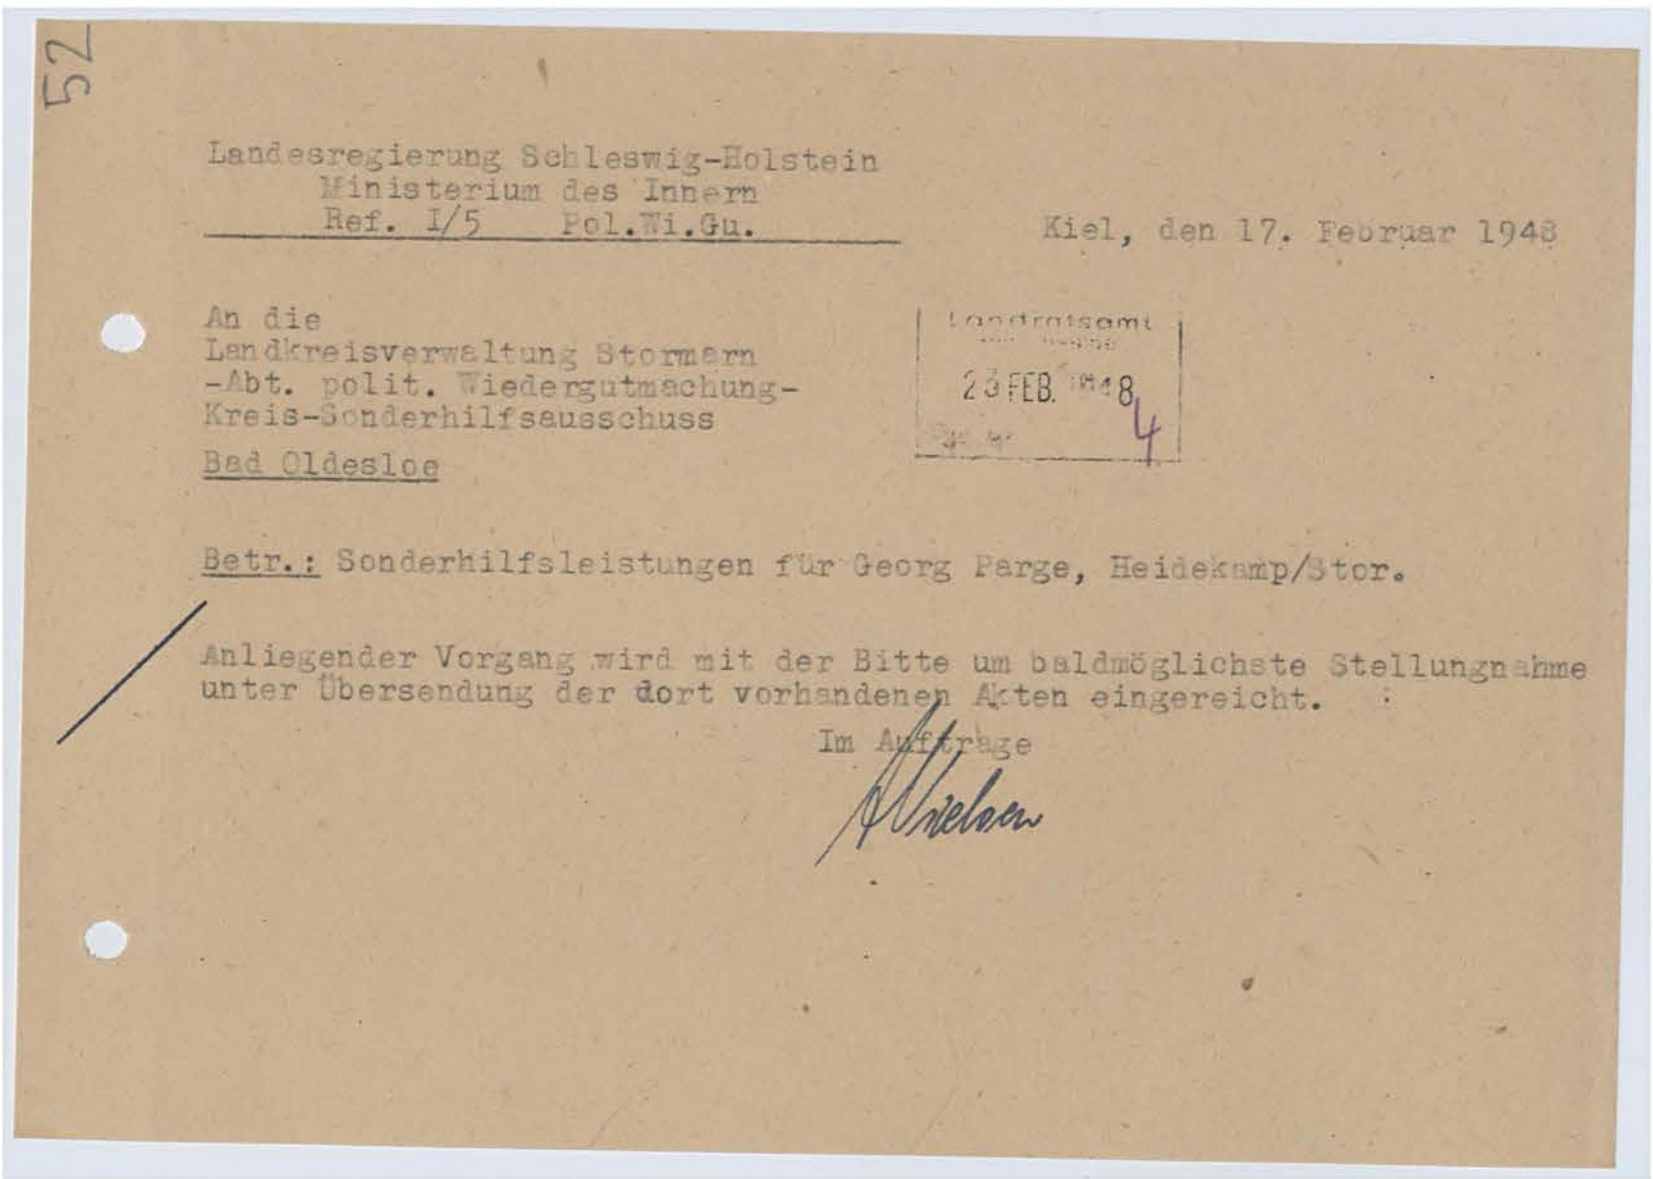 52
Landesregierung Schleswig-Holstein
Ministerium des Innern
Ref. I/5 Pol.Wi.Gu.
Kiel, den 17. Februar 1948
An die
Landkreisverwaltung Stormarn
-Abt. polit. Wiedergutmachung-
Kreis-Sonderhilfsausschuss
Bad Oldesloe
Landratsamt
23 FEB. 1948
4
Betr.: Sonderhilfsleistungen für Georg Parge, Heidekamp/Stor.
Anliegender Vorgang wird mit der Bitte um baldmöglichste Stellungnahme
unter Übersendung der dort vorhandenen Akten eingereicht.
Im Auftrage
Nielsen